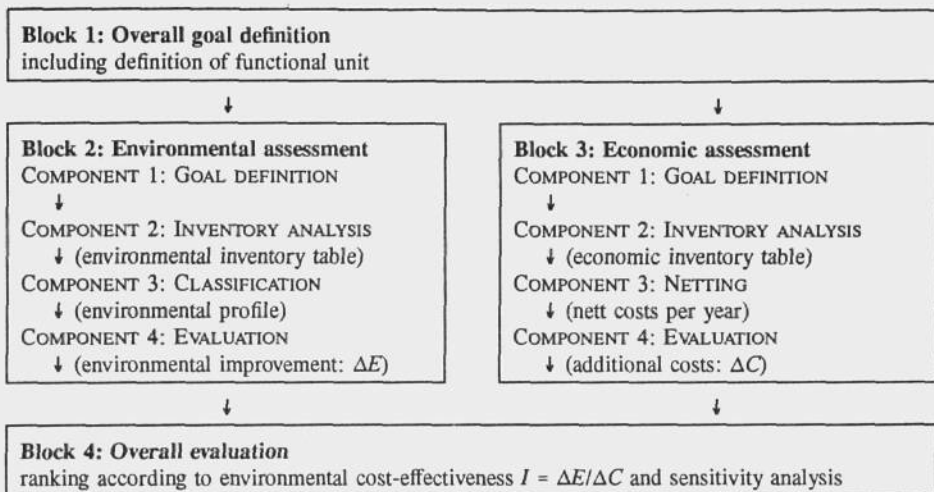 Block 1: Overall goal definition
including definition of functional unit
↓ ↓
Block 2: Environmental assessment
COMPONENT 1: GOAL DEFINITION
↓
COMPONENT 2: INVENTORY ANALYSIS
↓ (environmental inventory table)
COMPONENT 3: CLASSIFICATION
↓ (environmental profile)
COMPONENT 4: EVALUATION
↓ (environmental improvement: ΔE)
Block 3: Economic assessment
COMPONENT 1: GOAL DEFINITION
↓
COMPONENT 2: INVENTORY ANALYSIS
↓ (economic inventory table)
COMPONENT 3: NETTING
↓ (nett costs per year)
COMPONENT 4: EVALUATION
↓ (additional costs: ΔC)
↓ ↓
Block 4: Overall evaluation
ranking according to environmental cost-effectiveness I = ΔE/ΔC and sensitivity analysis